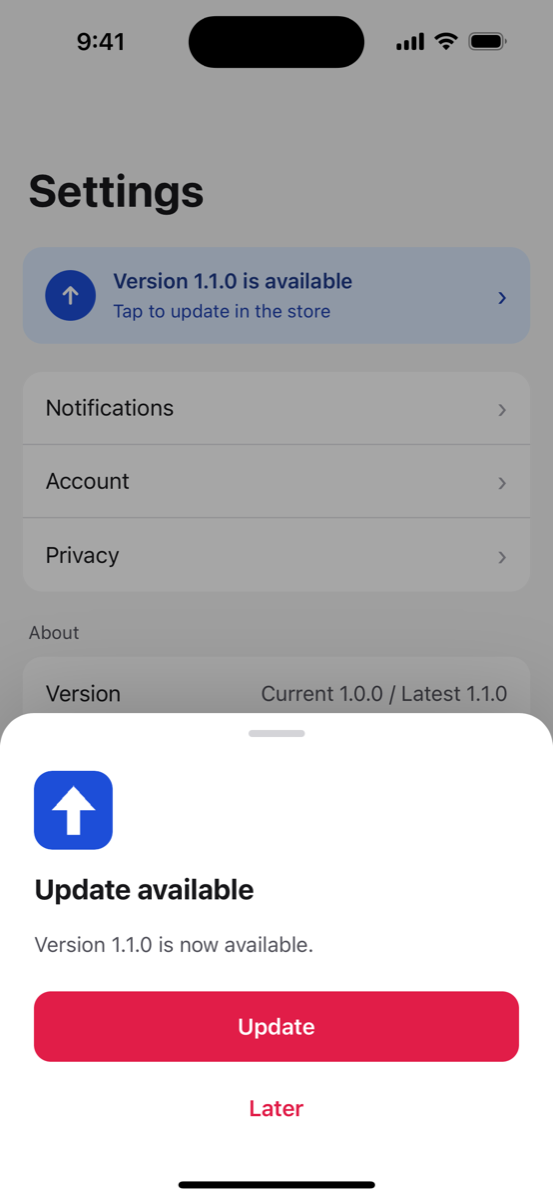 9:41
Settings
Version 1.1.0 is available
Tap to update in the store
Notifications
Account
Privacy
About
Version Current 1.0.0 / Latest 1.1.0
Update available
Version 1.1.0 is now available.
Update
Later